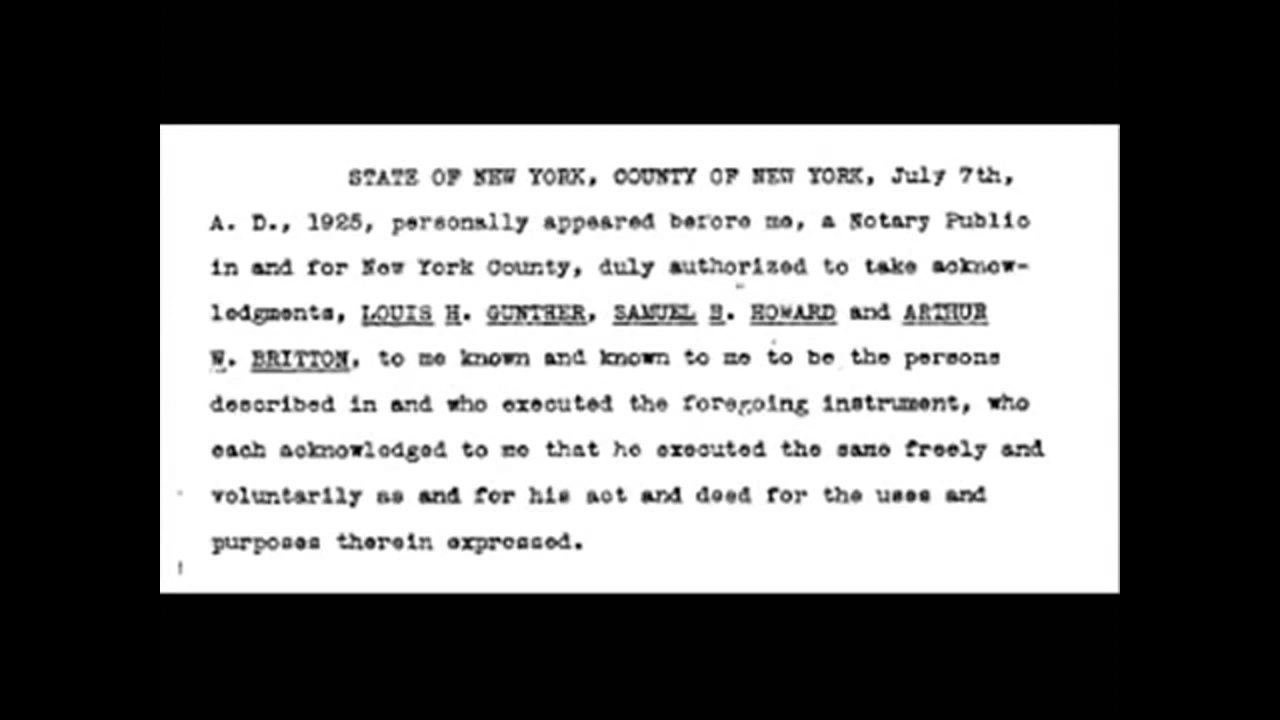 STATE OF NEW YORK, COUNTY OF NEW YORK, July 7th,
A. D., 1925, personally appeared before me, a Notary Public
in and for New York County, duly authorized to take acknow-
ledgments, LOUIS H. GUNTHER, SAMUEL B. HOWARD and ARTHUR
W. BRITTON, to me known and known to me to be the persons
described in and who executed the foregoing instrument, who
each acknowledged to me that he executed the same freely and
voluntarily as and for his act and deed for the uses and
purposes therein expressed.